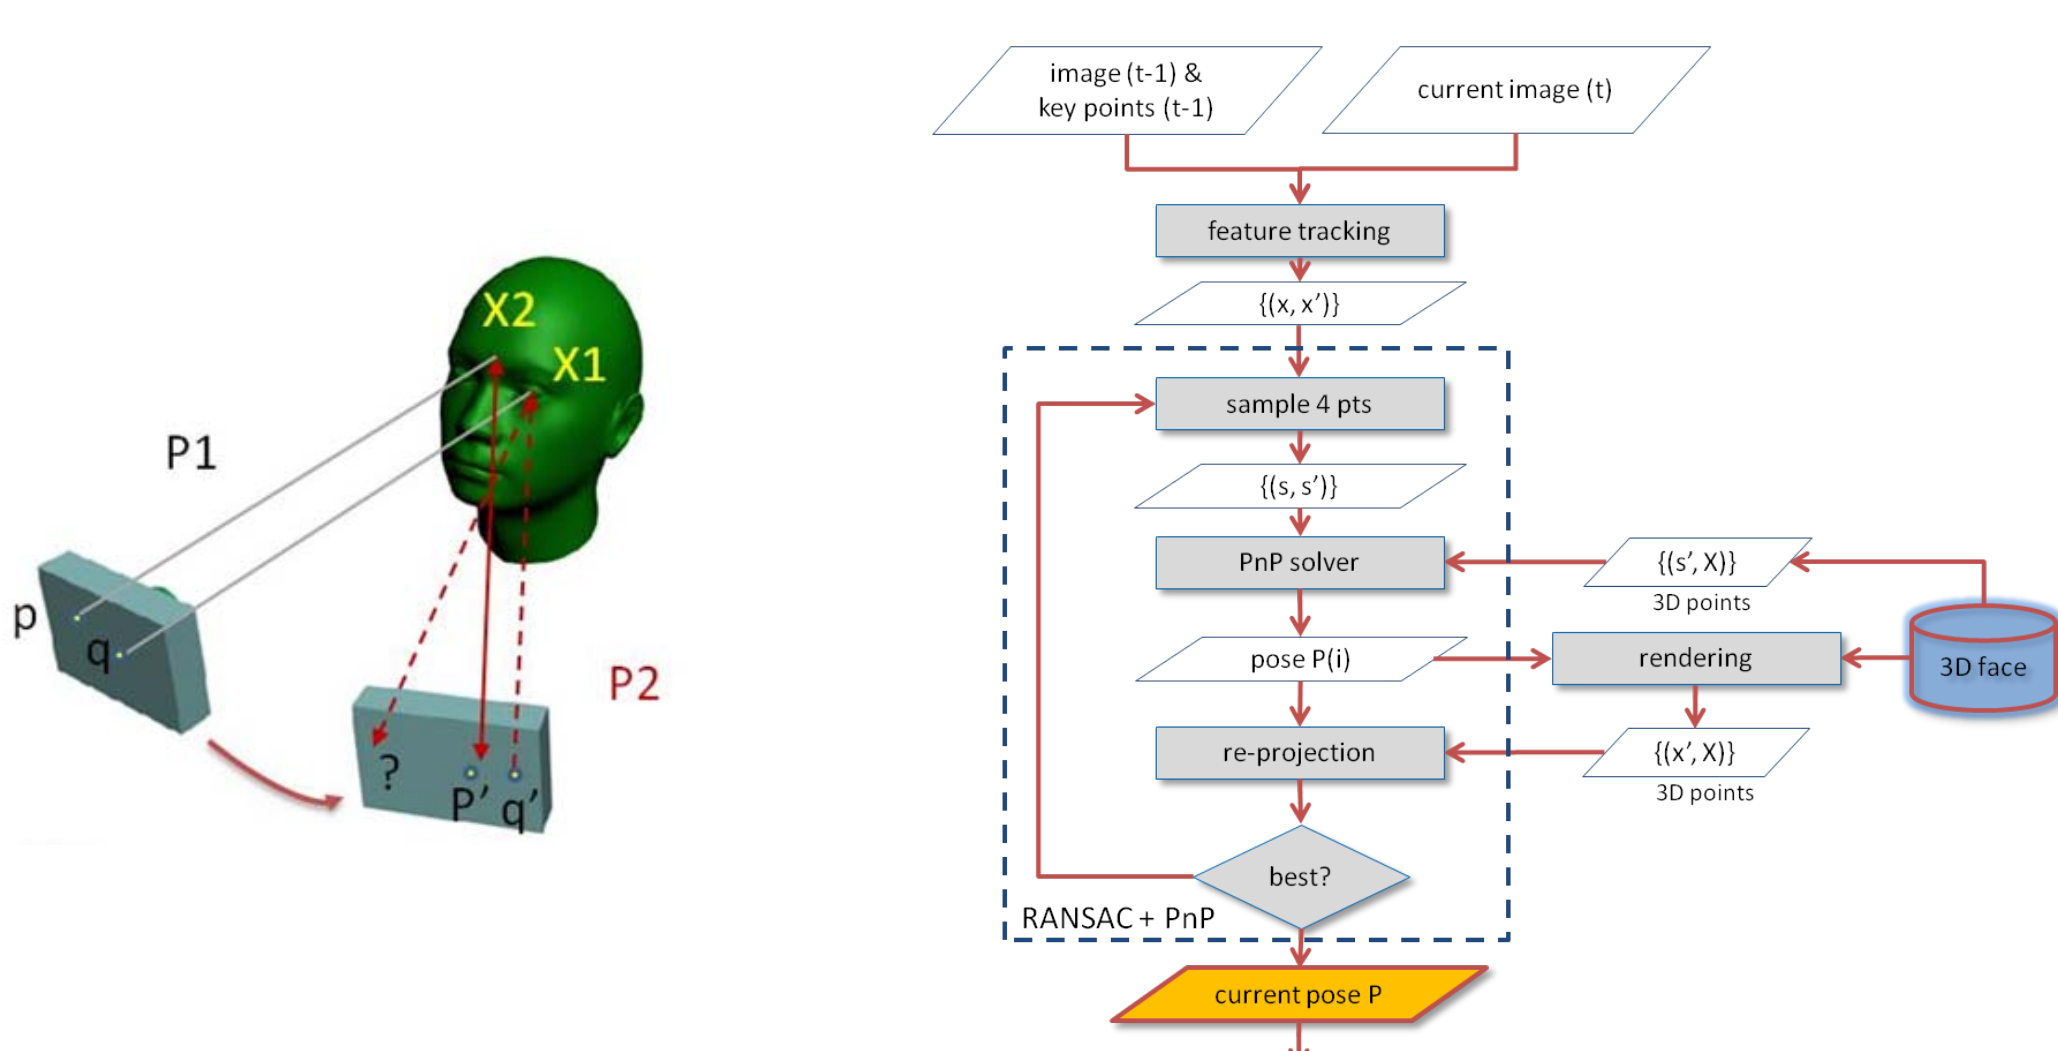 X2
X1
P1
p
q
P2
?
P’
q’
image (t-1) &
key points (t-1)
current image (t)
feature tracking
{(x, x’)}
sample 4 pts
{(s, s’)}
PnP solver
{(s’, X)}
3D points
pose P(i)
rendering
3D face
re-projection
{(x’, X)}
3D points
best?
RANSAC + PnP
current pose P